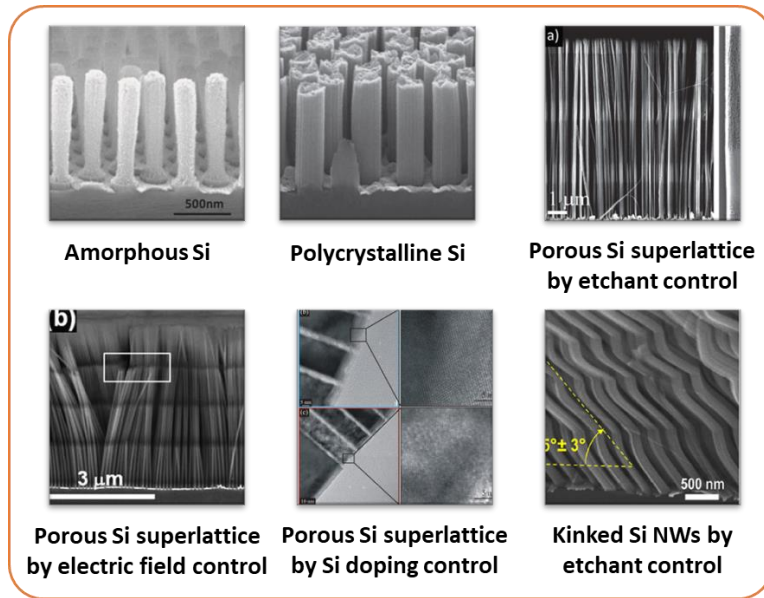 a)
500nm
1 μm
Amorphous Si
Polycrystalline Si
Porous Si superlattice
by etchant control
(b)
3 μm
(c)
5°± 3°
500 nm
Porous Si superlattice
by electric field control
Porous Si superlattice
by Si doping control
Kinked Si NWs by
etchant control